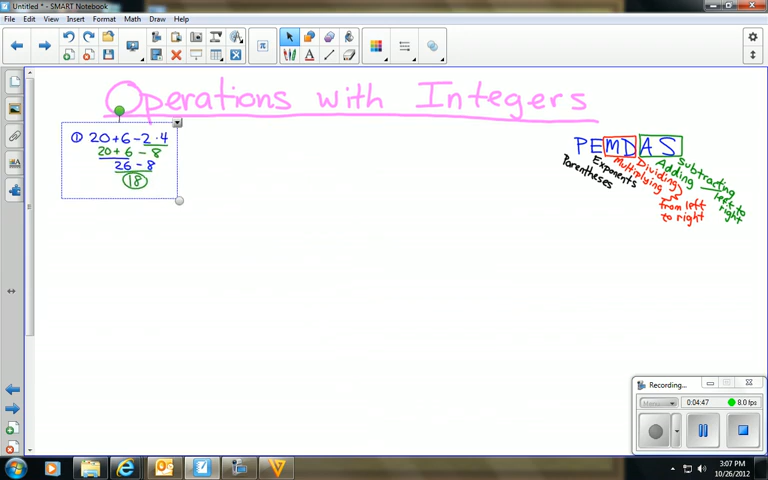 Untitled * - SMART Notebook
File Edit View Insert Format Math Draw Help
Operations with Integers
① 20+6-2·4
20+6-8
26-8
18
PEMDAS
Parentheses
Exponents
Multiplying
Dividing
from left
to right
Adding
Subtracting
left to
right
Recording...
Menu
0:04:47
8.0 fps
3:07 PM
10/26/2012